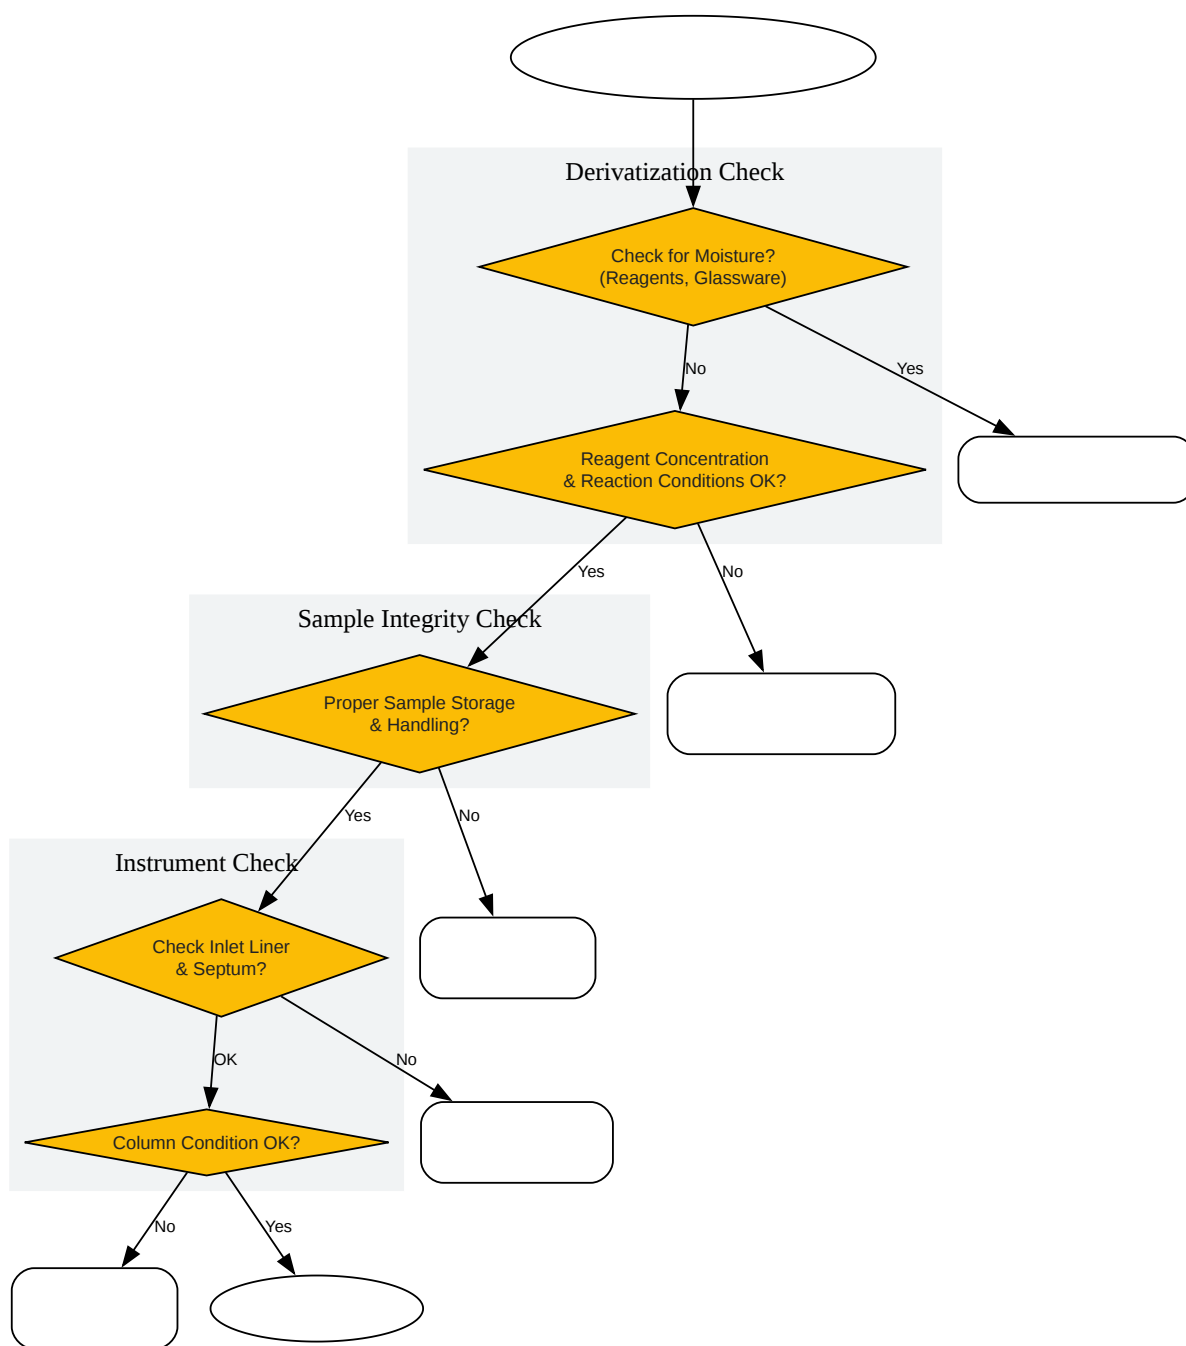 Derivatization Check
Check for Moisture?
(Reagents, Glassware)
No
Yes
Reagent Concentration
& Reaction Conditions OK?
Yes
No
Sample Integrity Check
Proper Sample Storage
& Handling?
Yes
No
Instrument Check
Check Inlet Liner
& Septum?
OK
No
Column Condition OK?
No
Yes